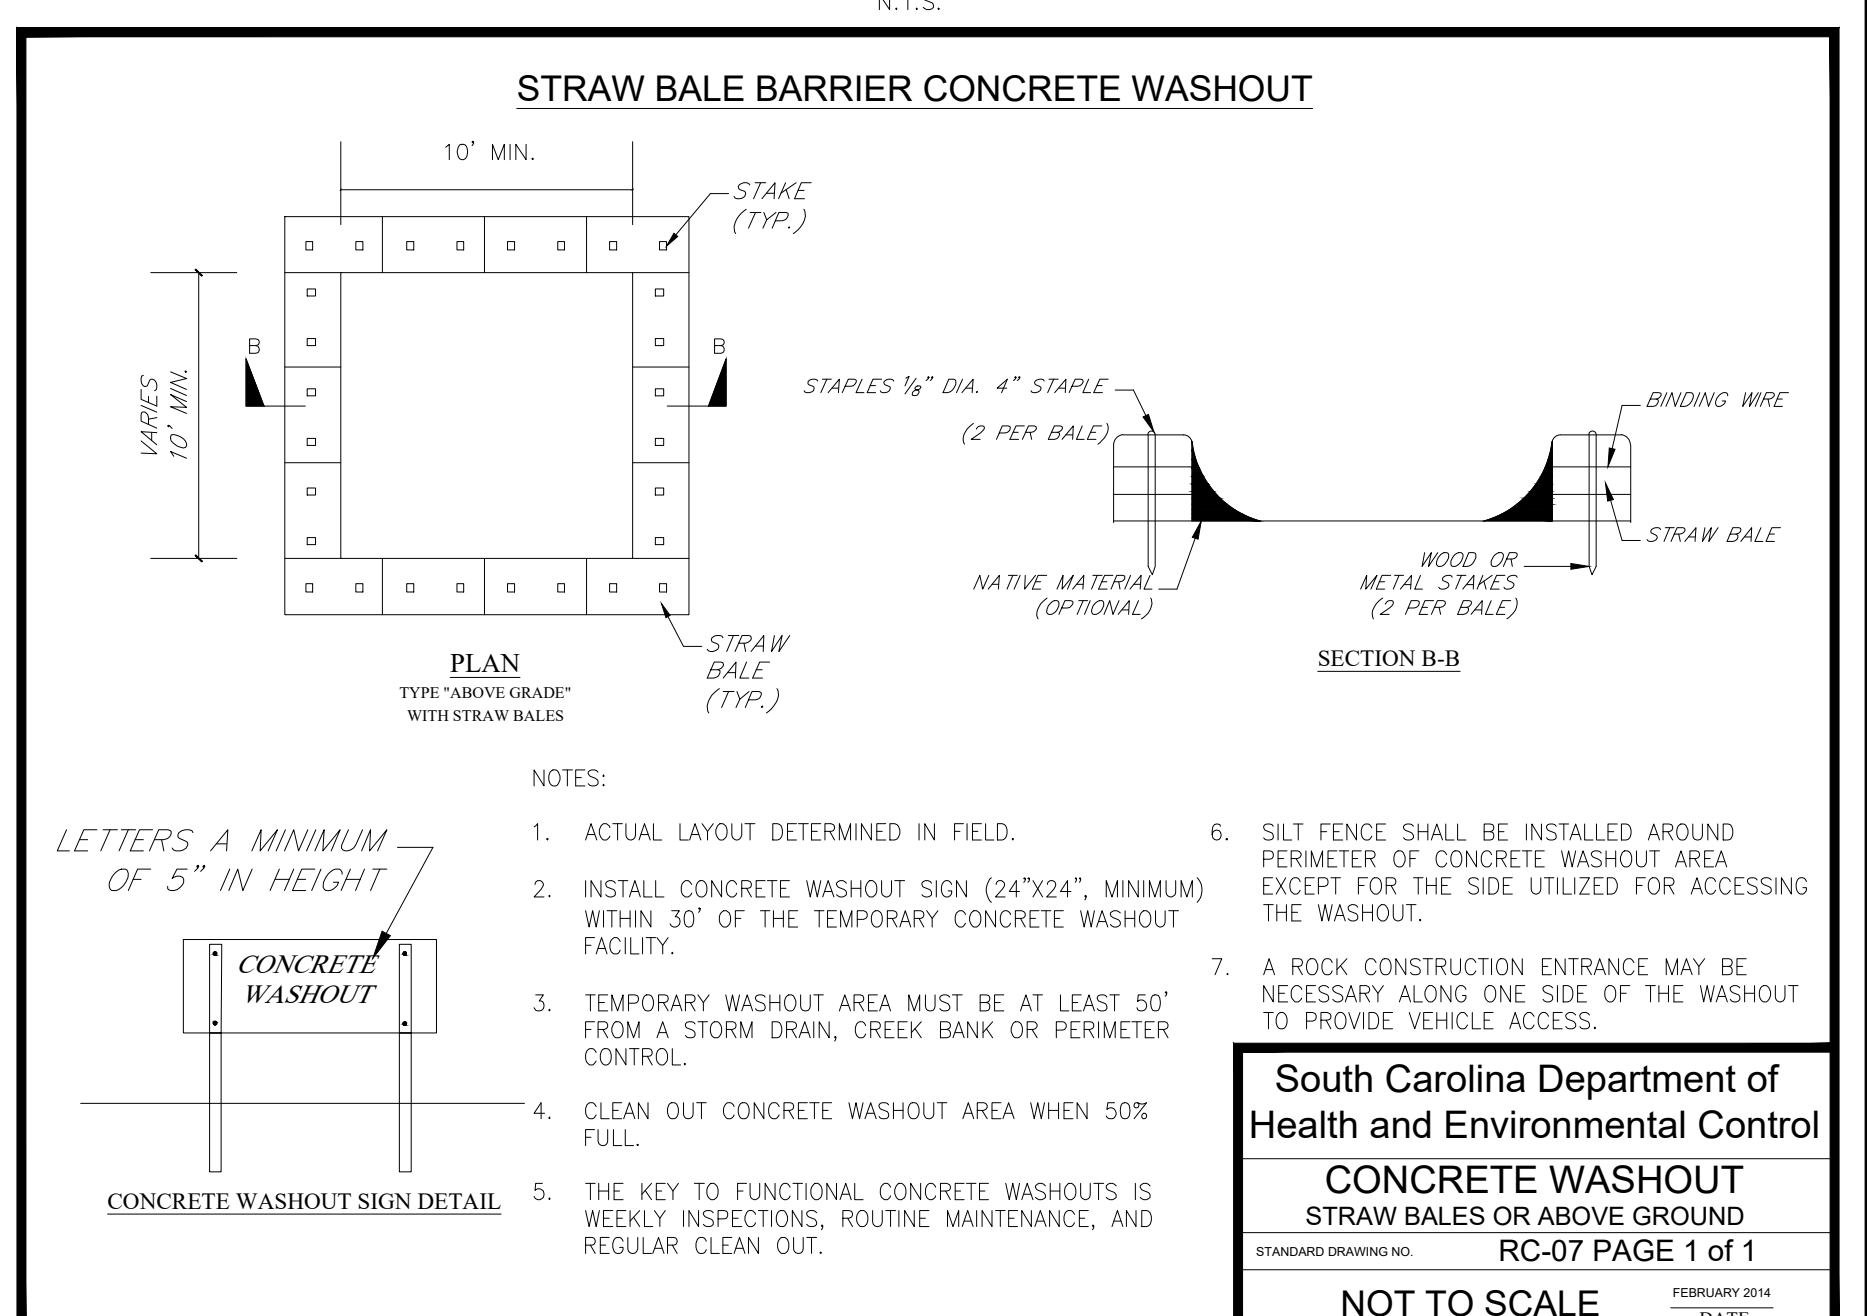 N.T.S.
STRAW BALE BARRIER CONCRETE WASHOUT
10' MIN.
STAKE
(TYP.)
VARIES
10' MIN.
B
B
STRAW
BALE
(TYP.)
PLAN
TYPE "ABOVE GRADE"
WITH STRAW BALES
STAPLES 1/8" DIA. 4" STAPLE
(2 PER BALE)
BINDING WIRE
STRAW BALE
WOOD OR
METAL STAKES
(2 PER BALE)
NATIVE MATERIAL
(OPTIONAL)
SECTION B-B
LETTERS A MINIMUM
OF 5" IN HEIGHT
CONCRETE
WASHOUT
CONCRETE WASHOUT SIGN DETAIL
NOTES:
1. ACTUAL LAYOUT DETERMINED IN FIELD.
2. INSTALL CONCRETE WASHOUT SIGN (24"X24", MINIMUM)
WITHIN 30' OF THE TEMPORARY CONCRETE WASHOUT
FACILITY.
3. TEMPORARY WASHOUT AREA MUST BE AT LEAST 50'
FROM A STORM DRAIN, CREEK BANK OR PERIMETER
CONTROL.
4. CLEAN OUT CONCRETE WASHOUT AREA WHEN 50%
FULL.
5. THE KEY TO FUNCTIONAL CONCRETE WASHOUTS IS
WEEKLY INSPECTIONS, ROUTINE MAINTENANCE, AND
REGULAR CLEAN OUT.
6. SILT FENCE SHALL BE INSTALLED AROUND
PERIMETER OF CONCRETE WASHOUT AREA
EXCEPT FOR THE SIDE UTILIZED FOR ACCESSING
THE WASHOUT.
7. A ROCK CONSTRUCTION ENTRANCE MAY BE
NECESSARY ALONG ONE SIDE OF THE WASHOUT
TO PROVIDE VEHICLE ACCESS.
South Carolina Department of
Health and Environmental Control
CONCRETE WASHOUT
STRAW BALES OR ABOVE GROUND
STANDARD DRAWING NO. RC-07 PAGE 1 of 1
NOT TO SCALE
FEBRUARY 2014
DATE